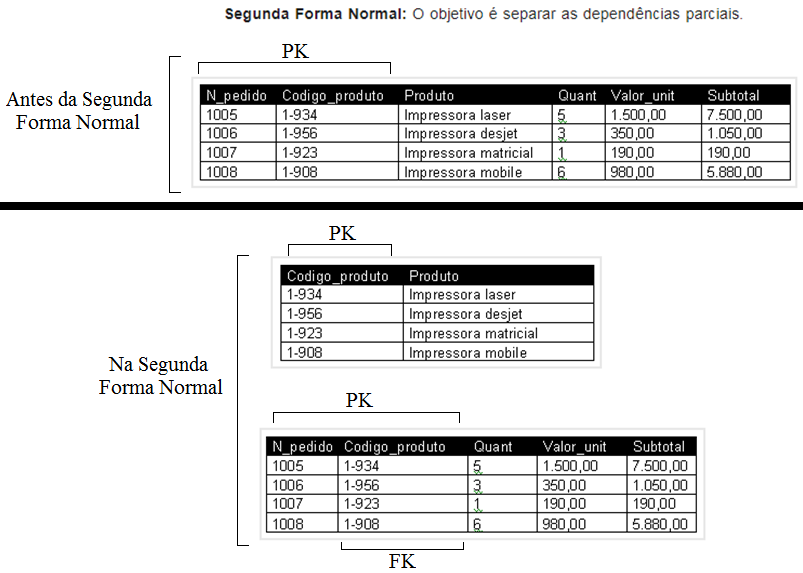 Segunda Forma Normal: O objetivo é separar as dependências parciais.
PK
Antes da Segunda
Forma Normal
N_pedido Codigo_produto Produto Quant Valor_unit Subtotal
1005 1-934 Impressora laser 5 1.500,00 7.500,00
1006 1-956 Impressora desjet 3 350,00 1.050,00
1007 1-923 Impressora matricial 1 190,00 190,00
1008 1-908 Impressora mobile 6 980,00 5.880,00
PK
Codigo_produto Produto
1-934 Impressora laser
1-956 Impressora desjet
1-923 Impressora matricial
1-908 Impressora mobile
Na Segunda
Forma Normal
PK
N_pedido Codigo_produto Quant Valor_unit Subtotal
1005 1-934 5 1.500,00 7.500,00
1006 1-956 3 350,00 1.050,00
1007 1-923 1 190,00 190,00
1008 1-908 6 980,00 5.880,00
FK